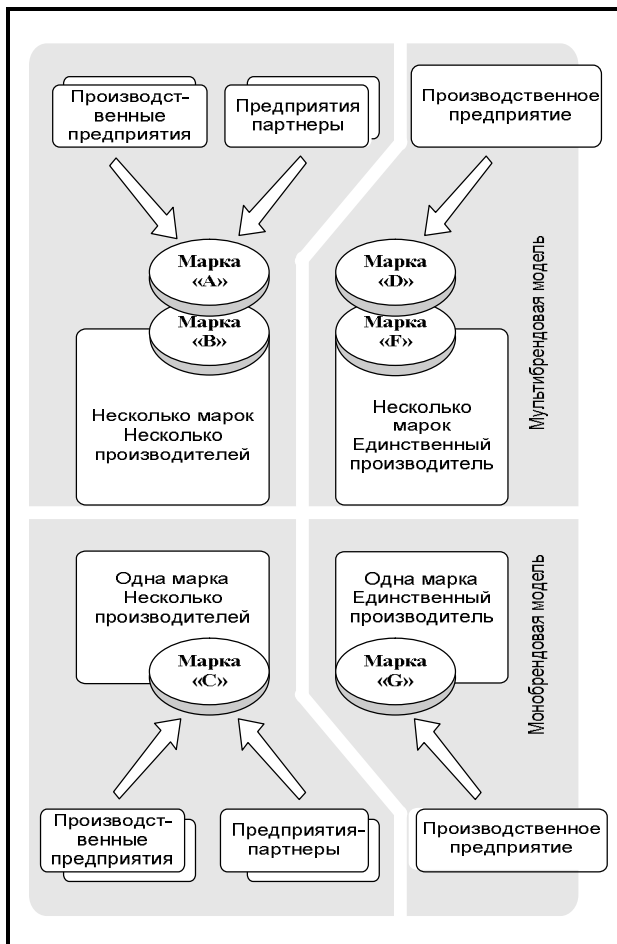 Производст-
венные
предприятия
Предприятия
партнеры
Производственное
предприятие
Марка
«A»
Марка
«B»
Несколько марок
Несколько
производителей
Марка
«D»
Марка
«F»
Несколько
марок
Единственный
производитель
Мультибрендовая модель
Одна марка
Несколько
производителей
Марка
«C»
Одна марка
Единственный
производитель
Марка
«G»
Монобрендовая модель
Производст-
венные
предприятия
Предприятия-
партнеры
Производственное
предприятие